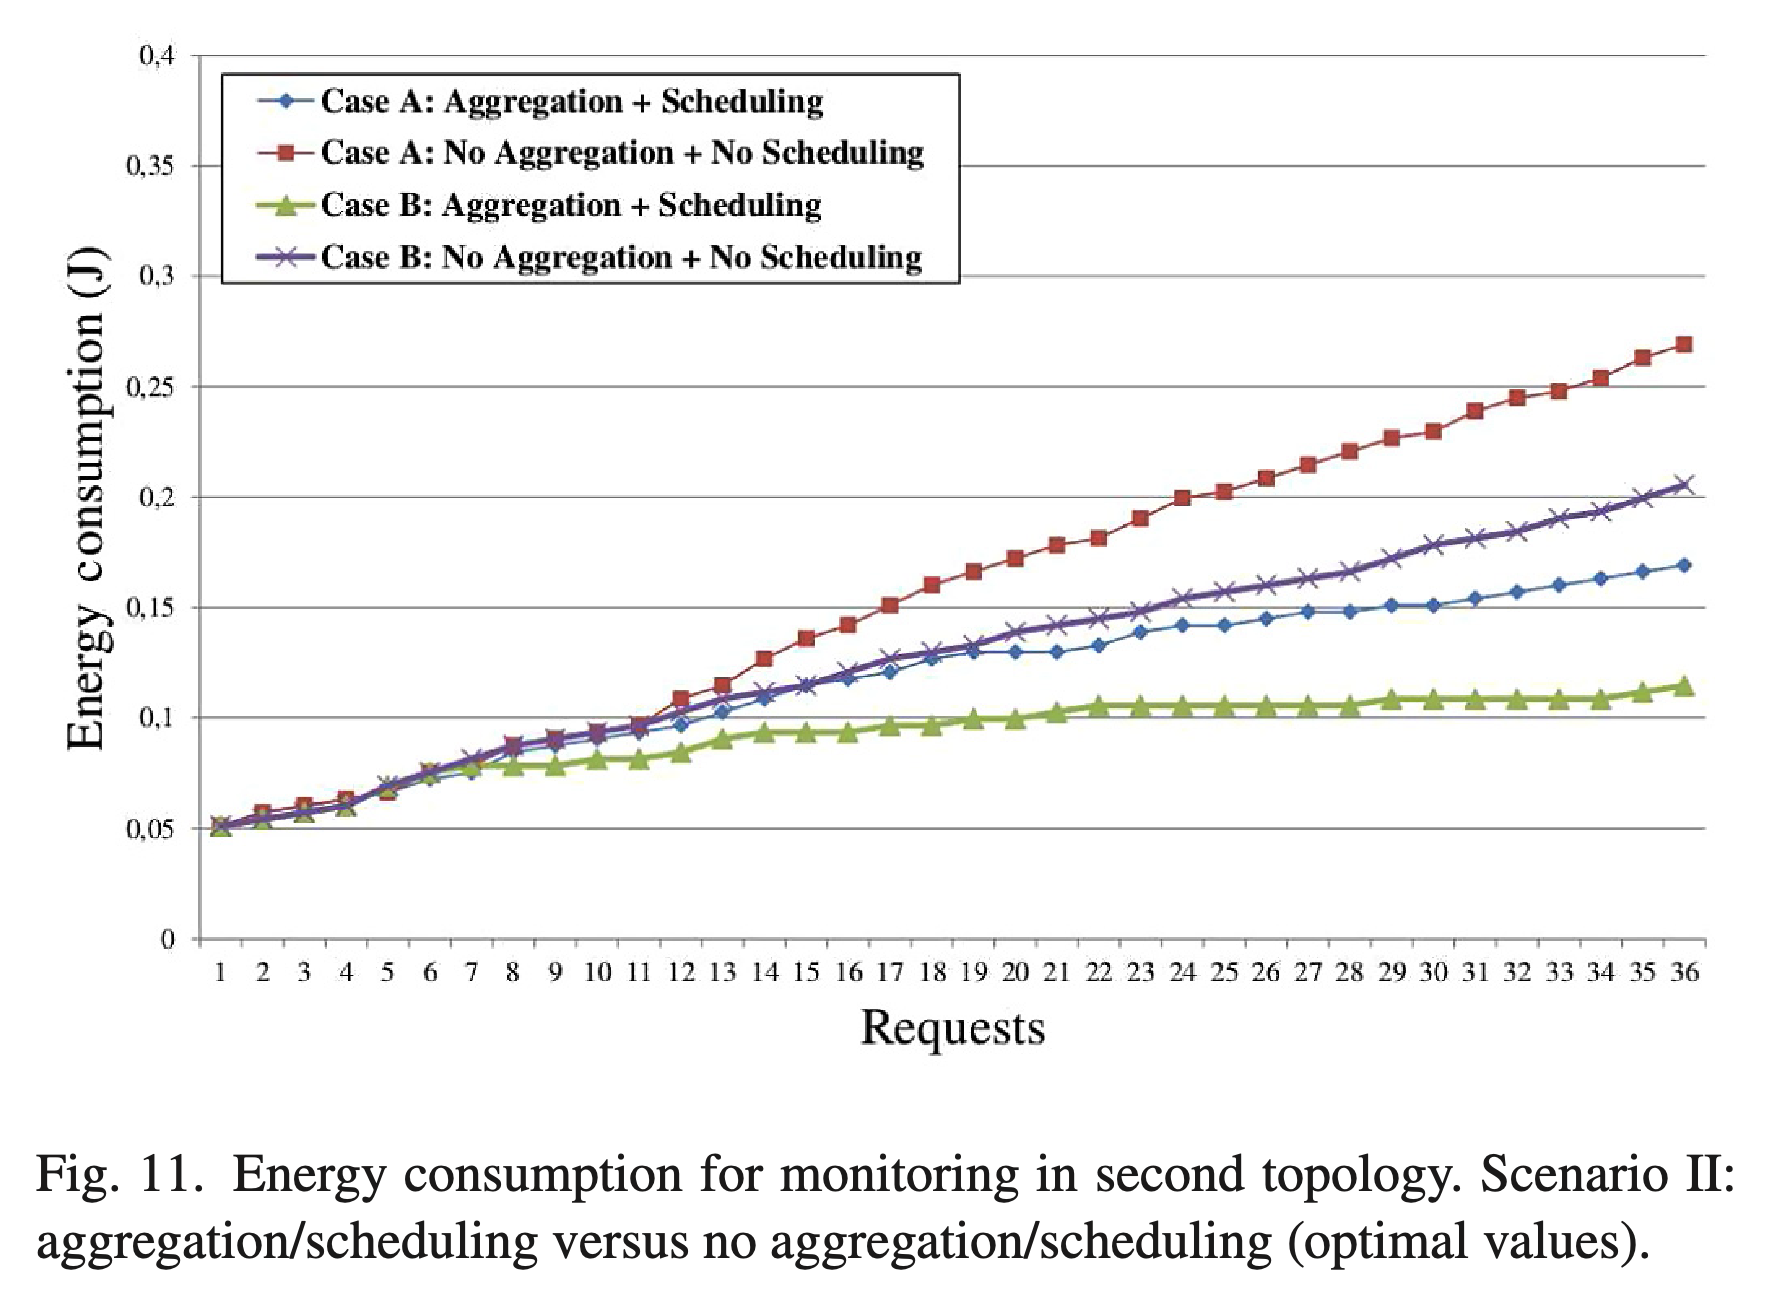 0,4
0,35
0,3
0,25
0,2
0,15
0,1
0,05
0
Energy consumption (J)
Case A: Aggregation + Scheduling
Case A: No Aggregation + No Scheduling
Case B: Aggregation + Scheduling
Case B: No Aggregation + No Scheduling
1 2 3 4 5 6 7 8 9 10 11 12 13 14 15 16 17 18 19 20 21 22 23 24 25 26 27 28 29 30 31 32 33 34 35 36
Requests
Fig. 11. Energy consumption for monitoring in second topology. Scenario II:
aggregation/scheduling versus no aggregation/scheduling (optimal values).